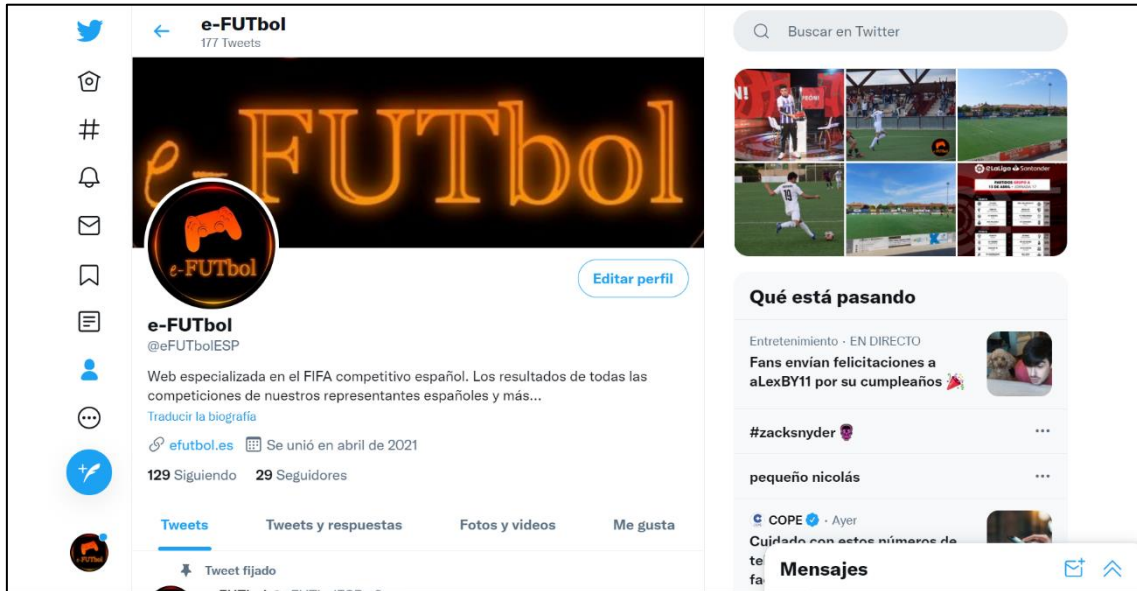 e-FUTbol
177 Tweets
e-FUTbol
e-FUTbol
Editar perfil
e-FUTbol
@eFUTbolESP
Web especializada en el FIFA competitivo español. Los resultados de todas las
competiciones de nuestros representantes españoles y más...
Traducir la biografía
efutbol.es Se unió en abril de 2021
129 Siguiendo 29 Seguidores
Tweets Tweets y respuestas Fotos y videos Me gusta
Tweet fijado
Buscar en Twitter
eLaLiga Santander
Qué está pasando
Entretenimiento · EN DIRECTO
Fans envían felicitaciones a
aLexBY11 por su cumpleaños 🎉
#zacksnyder
pequeño nicolás
COPE · Ayer
Cuidado con estos números de
Mensajes